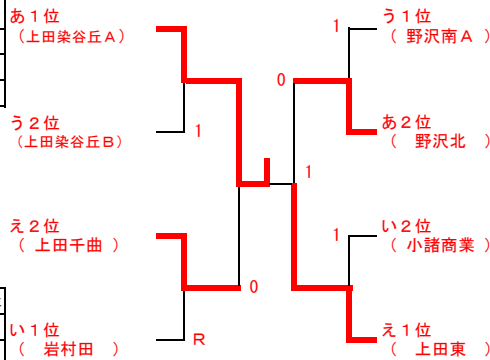 あ１位
（上田染谷丘Ａ）
う２位
（上田染谷丘Ｂ）
1
え２位
（ 上田千曲 ）
0
い１位
（ 岩村田 ）
R
う１位
（ 野沢南Ａ ）
1
0
あ２位
（ 野沢北 ）
1
い２位
（ 小諸商業 ）
1
え１位
（ 上田東 ）